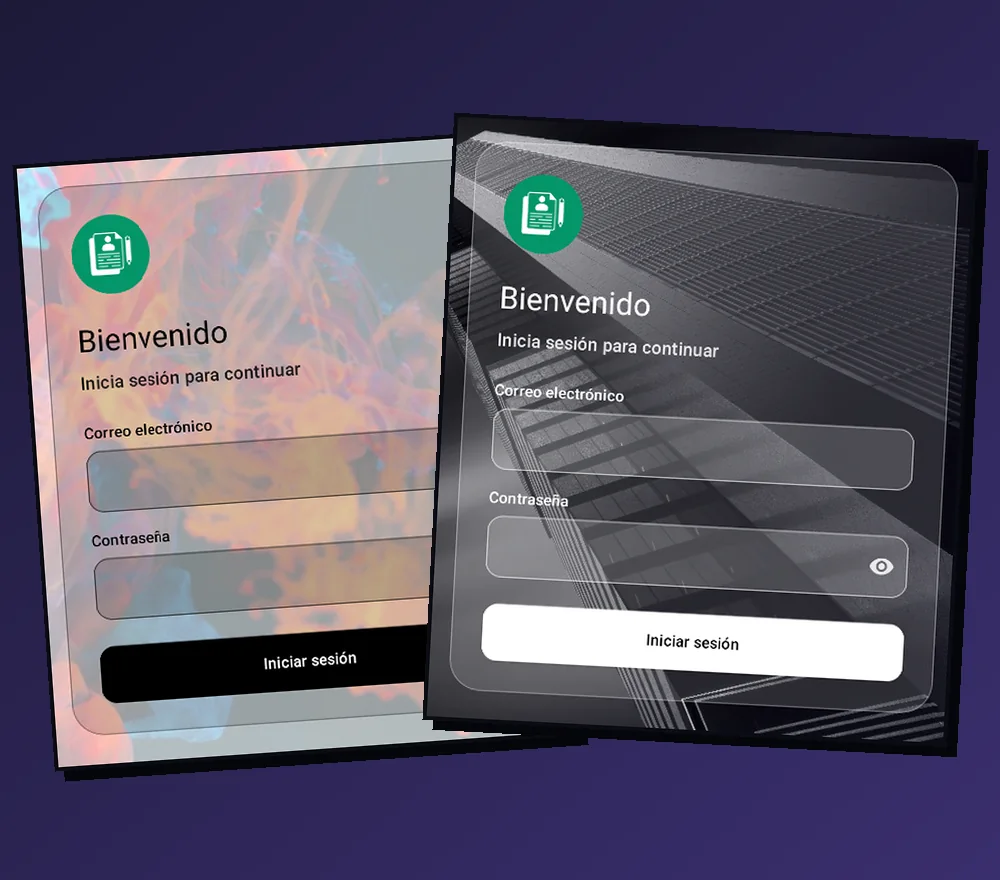 Bienvenido
Inicia sesión para continuar
Correo electrónico
Contraseña
Iniciar sesión
Bienvenido
Inicia sesión para continuar
Correo electrónico
Contraseña
Iniciar sesión